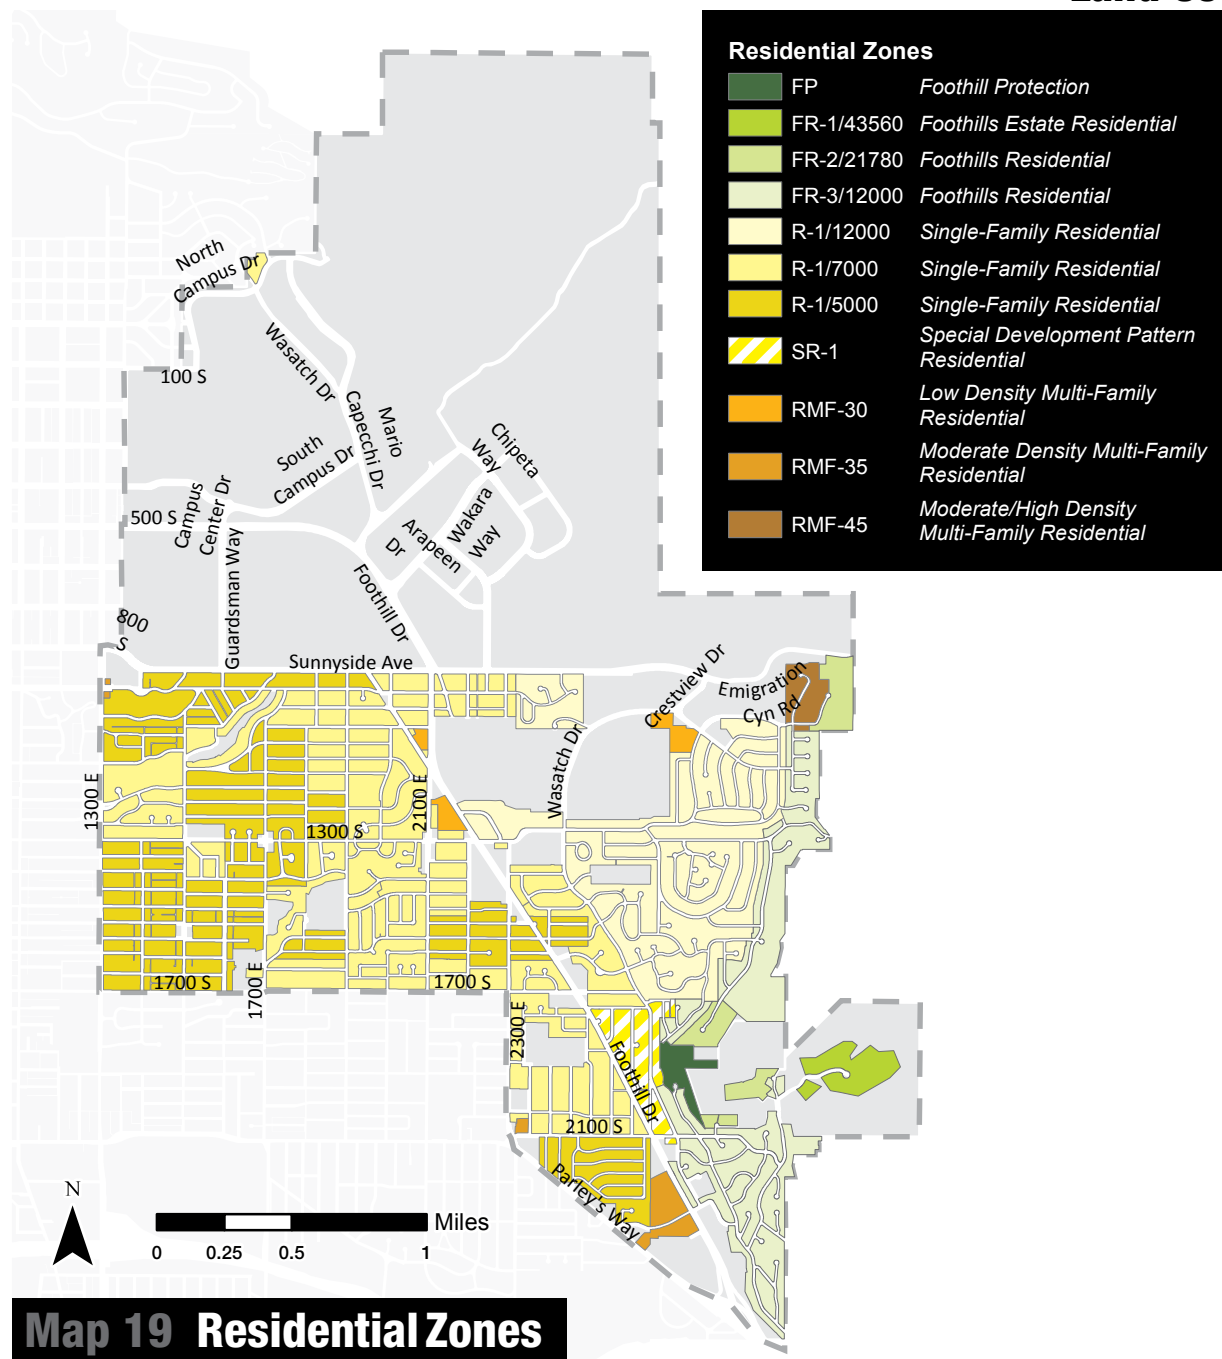 Residential Zones
FP Foothill Protection
FR-1/43560 Foothills Estate Residential
FR-2/21780 Foothills Residential
FR-3/12000 Foothills Residential
R-1/12000 Single-Family Residential
R-1/7000 Single-Family Residential
R-1/5000 Single-Family Residential
SR-1 Special Development Pattern
Residential
RMF-30 Low Density Multi-Family
Residential
RMF-35 Moderate Density Multi-Family
Residential
RMF-45 Moderate/High Density
Multi-Family Residential
North
Campus Dr
Wasatch Dr
100 S
Mario
Capecchi Dr
South
Campus Dr
Chipeta
Way
Campus
Center Dr
500 S
Wakara
Way
Arapeen
Dr
Guardsman Way
Foothill Dr
800
S
Sunnyside Ave
Crestview Dr
Emigration
Cyn Rd
Wasatch Dr
1300 E
2100 E
1300 S
1700 S
1700 E
1700 S
2300 E
Foothill Dr
2100 S
Parley's Way
N
Miles
0 0.25 0.5 1
Map 19 Residential Zones